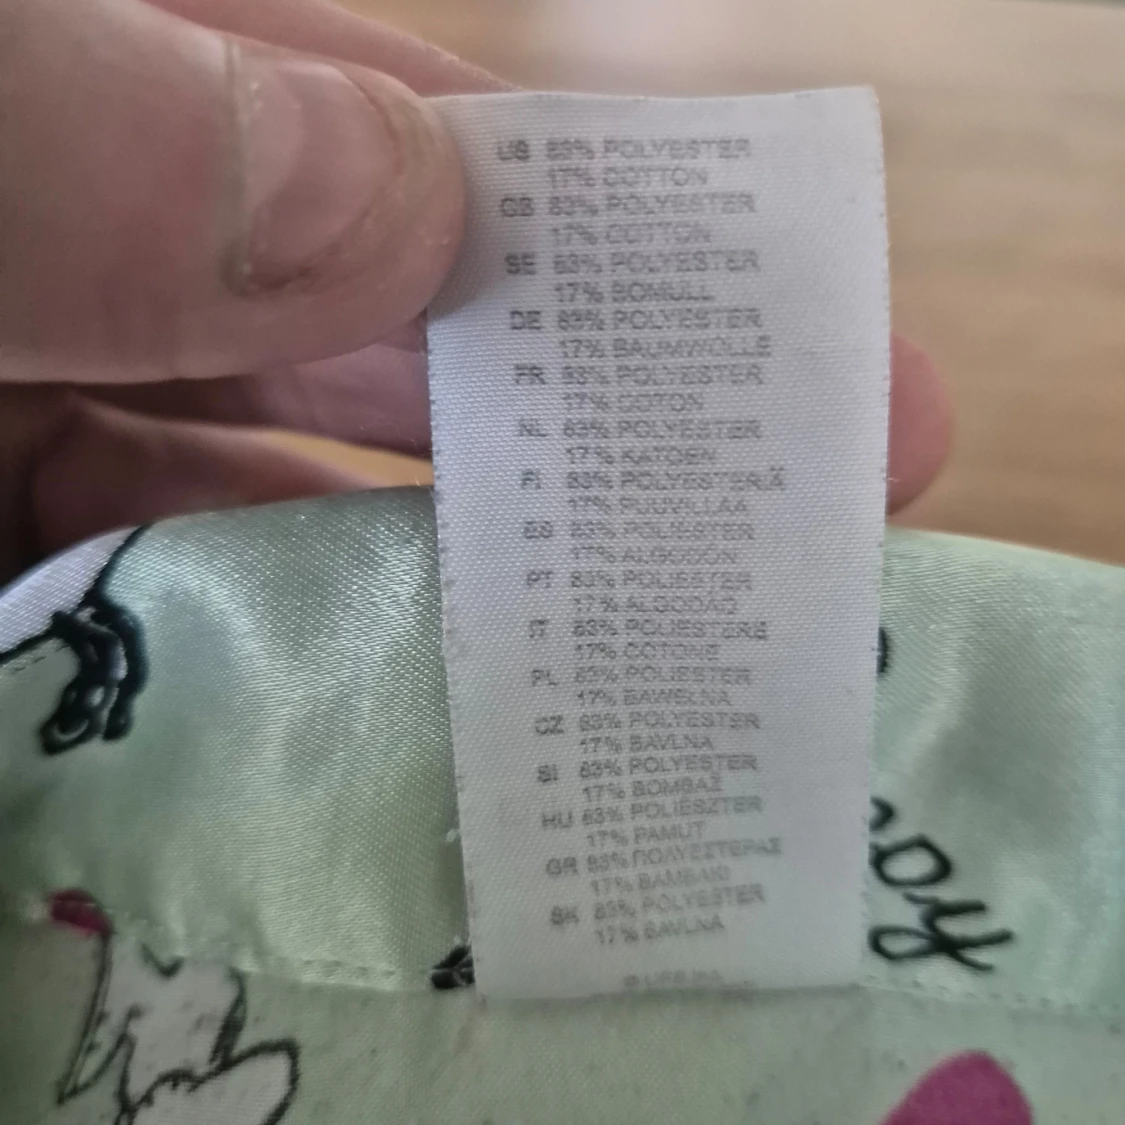 US 83% POLYESTER
17% COTTON
GB 83% POLYESTER
17% COTTON
SE 83% POLYESTER
17% BOMULL
DE 83% POLYESTER
17% BAUMWOLLE
FR 83% POLYESTER
17% COTON
NL 83% POLYESTER
17% KATOEN
FI 83% POLYESTERIÄ
17% PUUVILLAA
ES 83% POLIESTER
17% ALGODÓN
PT 83% POLIESTER
17% ALGODÃO
IT 83% POLIESTERE
17% COTONE
PL 83% POLIESTER
17% BAWEŁNA
CZ 83% POLYESTER
17% BAVLNA
SI 83% POLYESTER
17% BOMBAŽ
HU 83% POLIÉSZTER
17% PAMUT
GR 83% ΠΟΛΥΕΣΤΕΡΑΣ
17% ΒΑΜΒΑΚΙ
SK 83% POLYESTER
17% BAVLNA